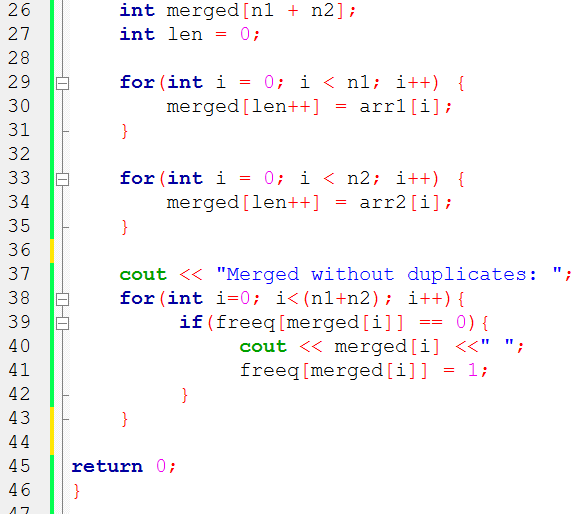 26 int merged[n1 + n2];
27 int len = 0;
28
29 for(int i = 0; i < n1; i++) {
30 merged[len++] = arr1[i];
31 }
32
33 for(int i = 0; i < n2; i++) {
34 merged[len++] = arr2[i];
35 }
36
37 cout << "Merged without duplicates: ";
38 for(int i=0; i<(n1+n2); i++){
39 if(freeq[merged[i]] == 0){
40 cout << merged[i] <<" ";
41 freeq[merged[i]] = 1;
42 }
43 }
44
45 return 0;
46 }
47